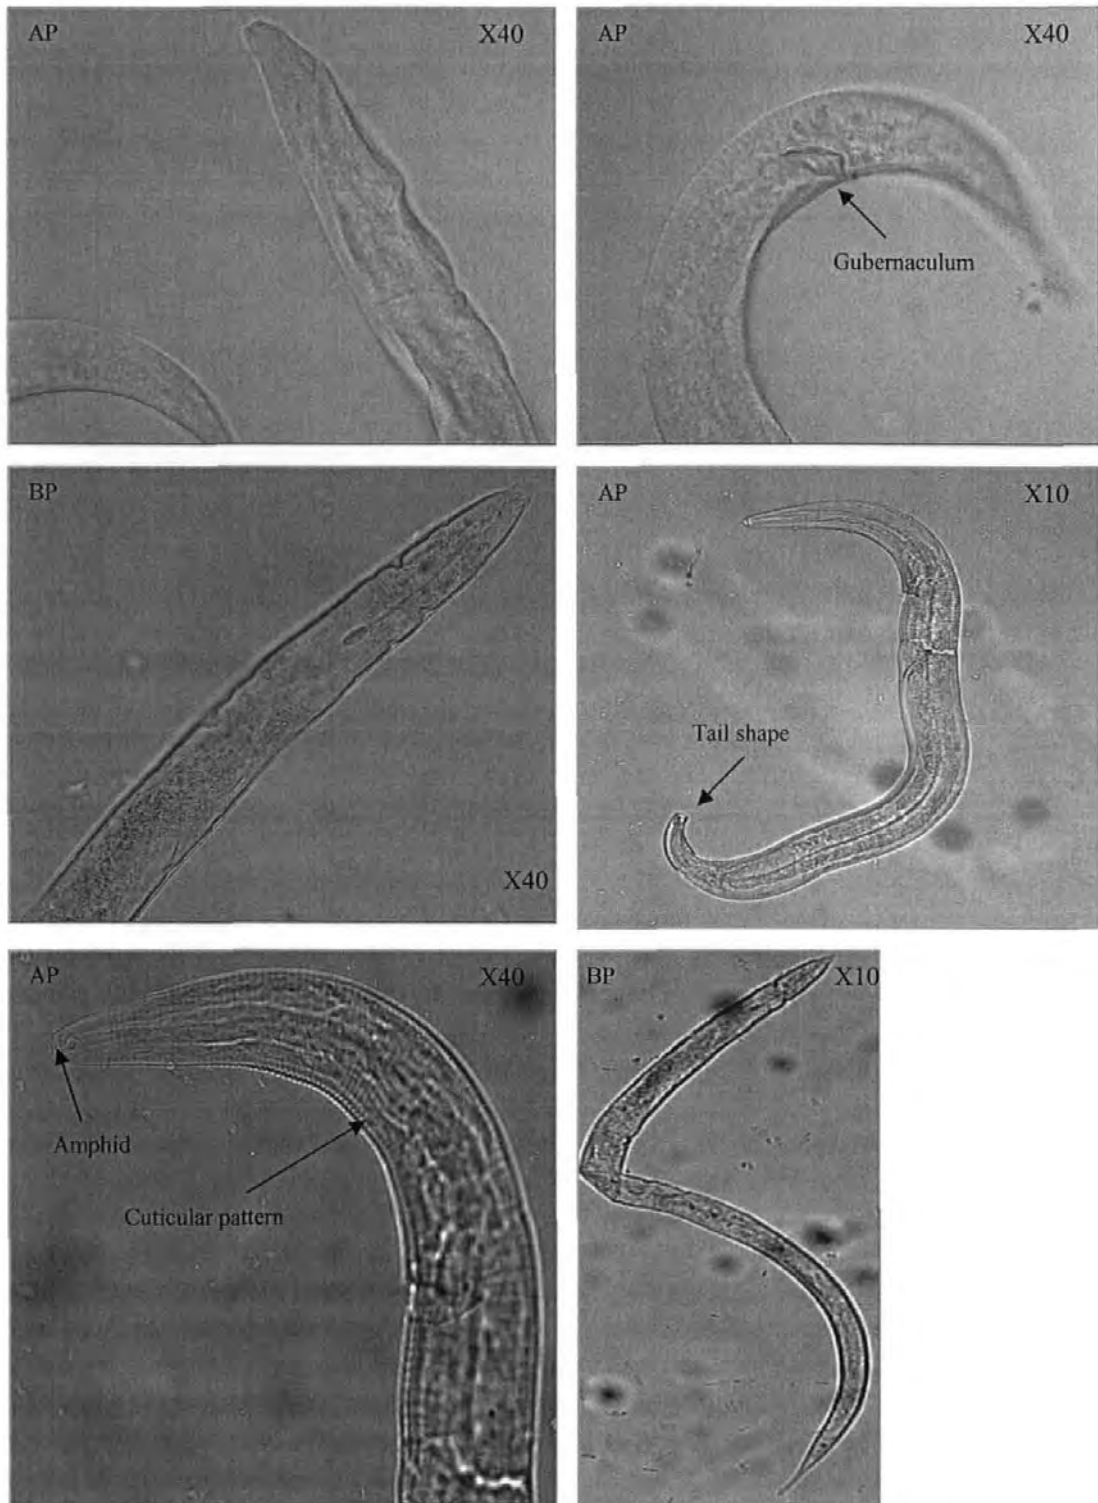 AP
X40
AP
X40
Gubernaculum
BP
X40
AP
X10
Tail shape
AP
X40
Amphid
Cuticular pattern
BP
X10